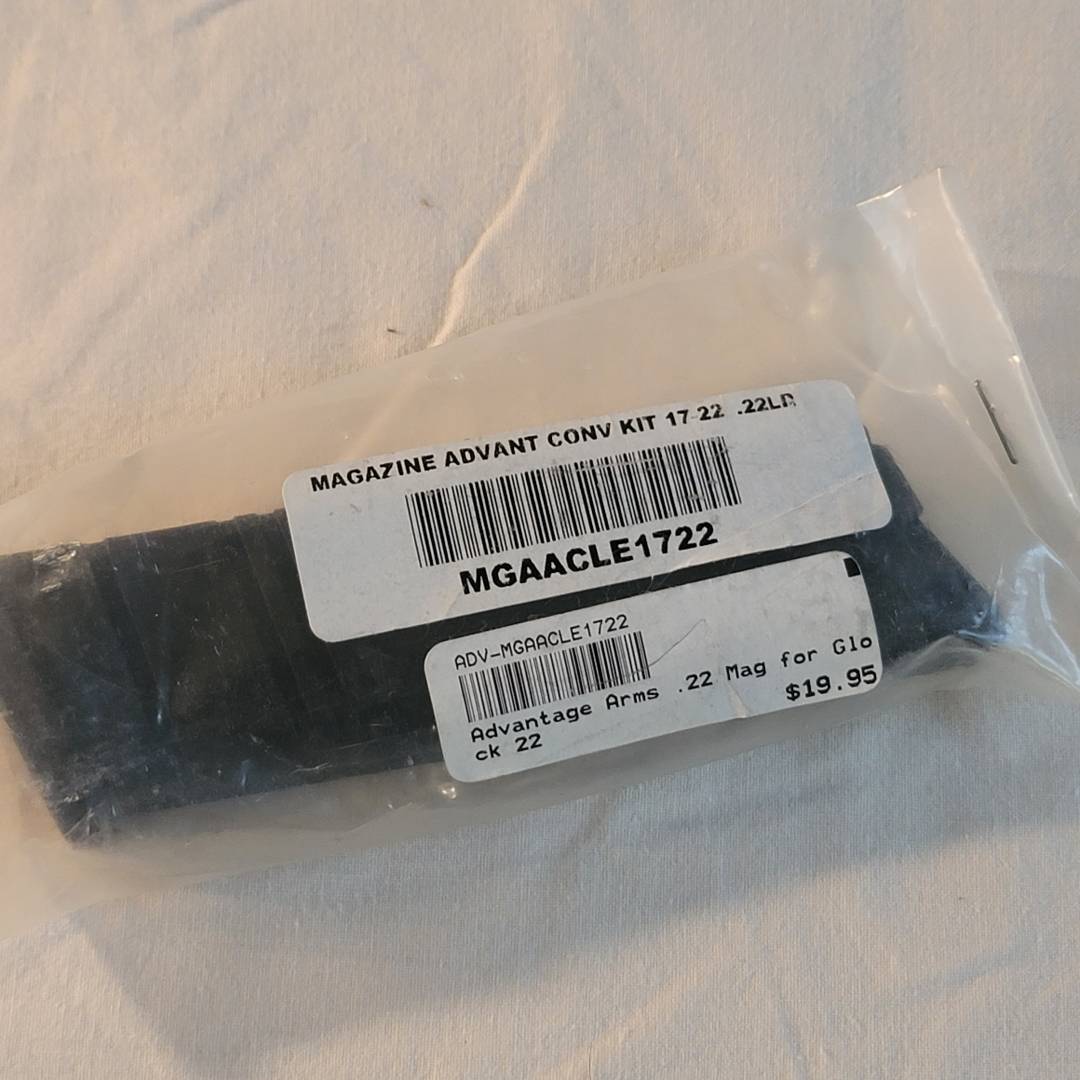 MAGAZINE ADVANT CONV KIT 17-22 .22LR
MGAACLE1722
ADV-MGAACLE1722
Advantage Arms .22 Mag for Glo
ck 22
$19.95